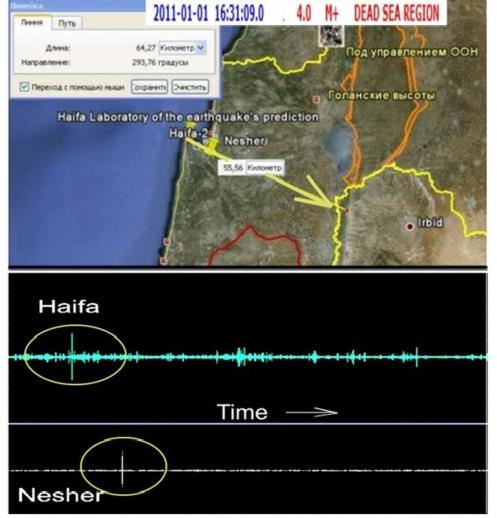 2011-01-01 16:31:09.0 . 4.0 M+ DEAD SEA REGION
Линейка
Линия Путь
Длина: 64,27 Километр
Направление: 293,76 градусы
Переход с помощью мыши Сохранить Очистить
Под управлением ООН
Голанские высоты
Haifa Laboratory of the earthquake's prediction
Haifa-2
Nesher
55,56 Километр
Irbid
Haifa
Time
Nesher